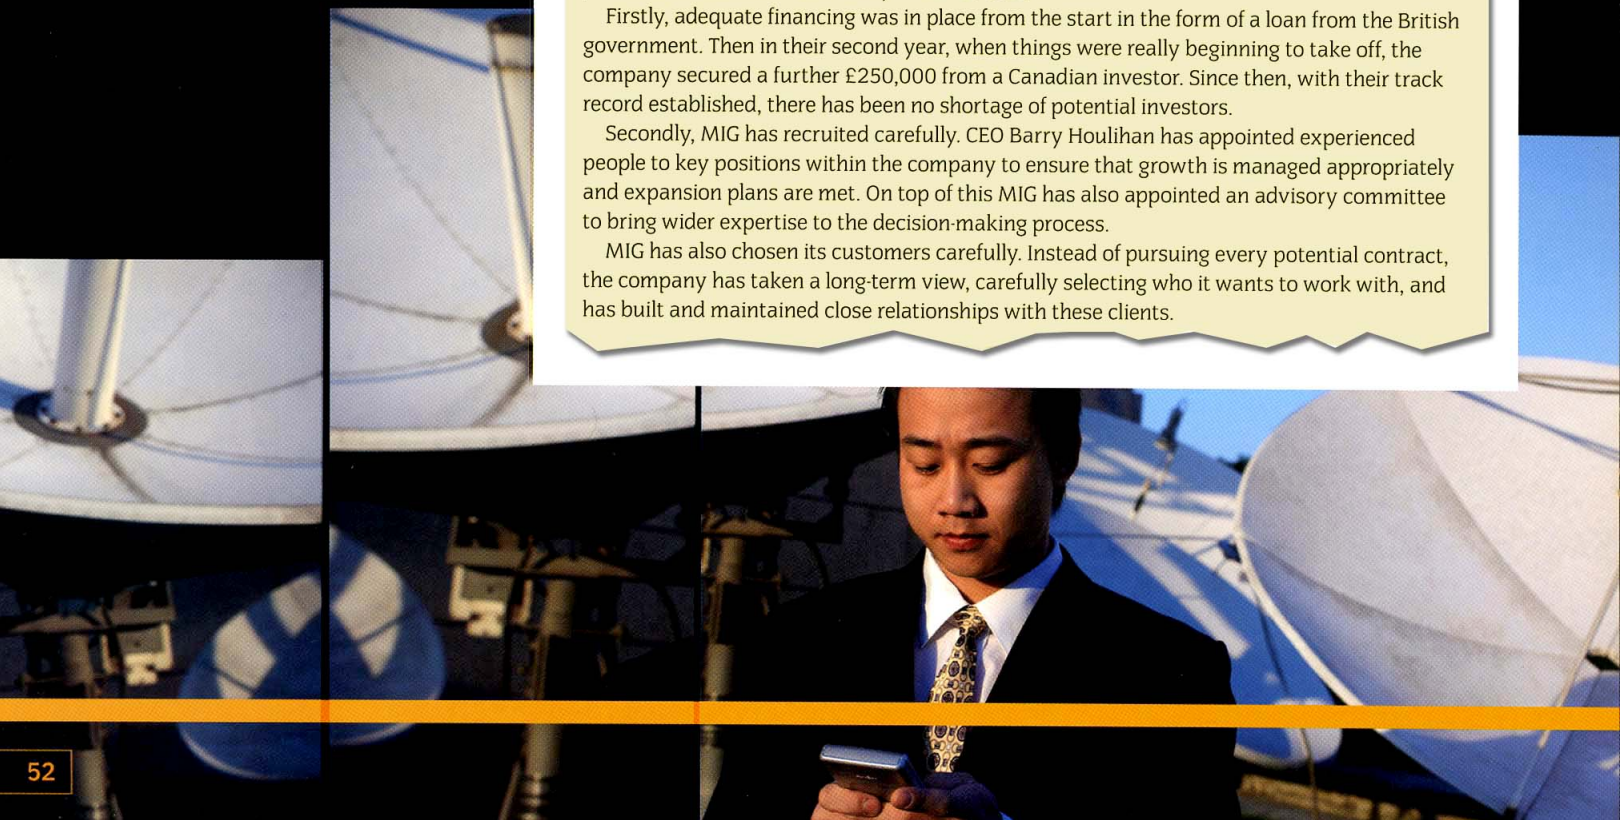 Firstly, adequate financing was in place from the start in the form of a loan from the British
government. Then in their second year, when things were really beginning to take off, the
company secured a further £250,000 from a Canadian investor. Since then, with their track
record established, there has been no shortage of potential investors.
Secondly, MIG has recruited carefully. CEO Barry Houlihan has appointed experienced
people to key positions within the company to ensure that growth is managed appropriately
and expansion plans are met. On top of this MIG has also appointed an advisory committee
to bring wider expertise to the decision-making process.
MIG has also chosen its customers carefully. Instead of pursuing every potential contract,
the company has taken a long-term view, carefully selecting who it wants to work with, and
has built and maintained close relationships with these clients.
52